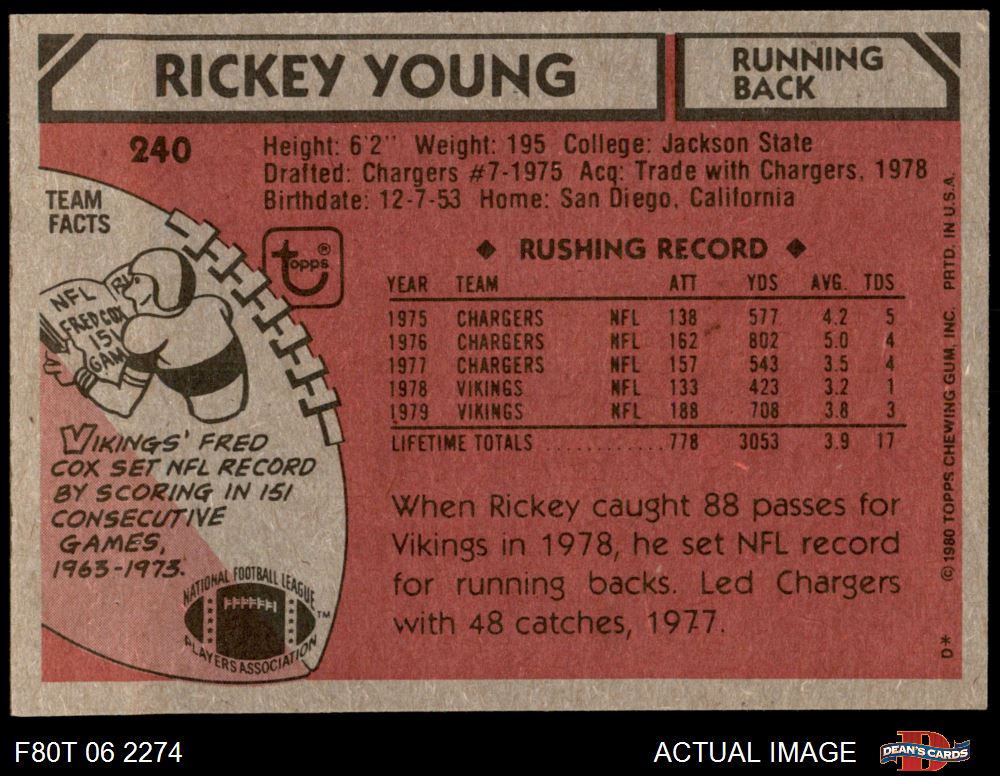 RICKEY YOUNG
RUNNING
BACK
240
Height: 6'2" Weight: 195 College: Jackson State
Drafted: Chargers #7-1975 Acq: Trade with Chargers, 1978
Birthdate: 12-7-53 Home: San Diego, California
TEAM
FACTS
NFL
FRED COX
151
GAM
topps®
◆ RUSHING RECORD ◆
YEAR TEAM ATT YDS AVG. TDS
1975 CHARGERS NFL 138 577 4.2 5
1976 CHARGERS NFL 162 802 5.0 4
1977 CHARGERS NFL 157 543 3.5 4
1978 VIKINGS NFL 133 423 3.2 1
1979 VIKINGS NFL 188 708 3.8 3
LIFETIME TOTALS ............778 3053 3.9 17
VIKINGS' FRED
COX SET NFL RECORD
BY SCORING IN 151
CONSECUTIVE
GAMES,
1963-1973.
NATIONAL FOOTBALL LEAGUE
PLAYERS ASSOCIATION
TM
When Rickey caught 88 passes for
Vikings in 1978, he set NFL record
for running backs. Led Chargers
with 48 catches, 1977.
D* © 1980 TOPPS CHEWING GUM, INC. PRTD. IN U.S.A.
F80T 06 2274
ACTUAL IMAGE
DEAN'S CARDS